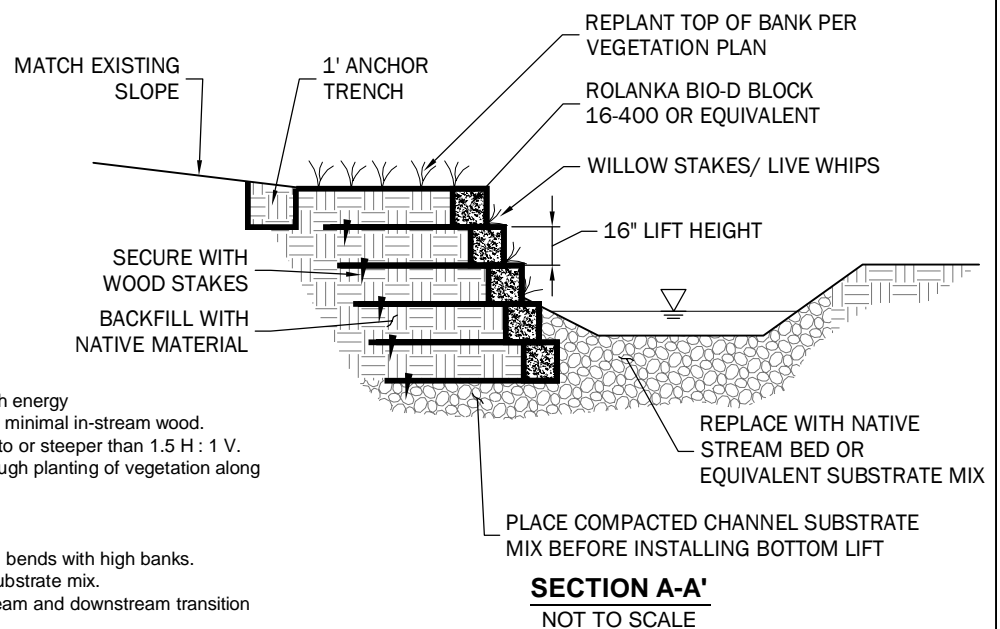 REPLANT TOP OF BANK PER
VEGETATION PLAN
MATCH EXISTING
SLOPE
1' ANCHOR
TRENCH
ROLANKA BIO-D BLOCK
16-400 OR EQUIVALENT
WILLOW STAKES/ LIVE WHIPS
16" LIFT HEIGHT
SECURE WITH
WOOD STAKES
BACKFILL WITH
NATIVE MATERIAL
h energy
minimal in-stream wood.
to or steeper than 1.5 H : 1 V.
ugh planting of vegetation along
REPLACE WITH NATIVE
STREAM BED OR
EQUIVALENT SUBSTRATE MIX
PLACE COMPACTED CHANNEL SUBSTRATE
MIX BEFORE INSTALLING BOTTOM LIFT
bends with high banks.
ubstrate mix.
eam and downstream transition
SECTION A-A'
NOT TO SCALE